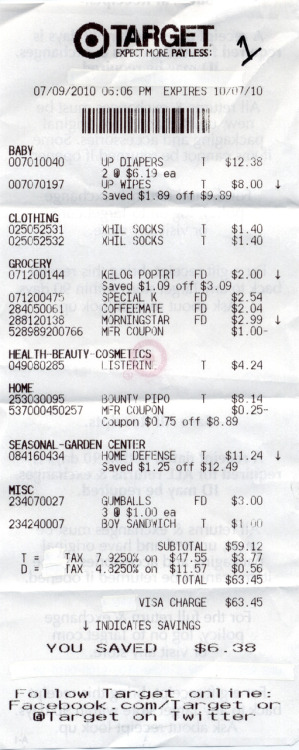 TARGET
EXPECT MORE. PAY LESS.
1
07/09/2010 06:06 PM EXPIRES 10/07/10
BABY
007010040 UP DIAPERS T $12.38
2 @ $6.19 ea
007070197 UP WIPES T $8.00 ↓
Saved $1.89 off $9.89
CLOTHING
025052531 XHIL SOCKS T $1.40
025052532 XHIL SOCKS T $1.40
GROCERY
071200144 KELOG POPTRT FD $2.00 ↓
Saved $1.09 off $3.09
071200475 SPECIAL K FD $2.54
284050061 COFFEEMATE FD $2.04
288120138 MORNINGSTAR FD $2.99 ↓
528989200766 MFR COUPON $1.00-
HEALTH-BEAUTY-COSMETICS
049080285 LISTERINE T $4.24
HOME
253030095 BOUNTY PIPO T $8.14
537000450257 MFR COUPON $0.25-
Coupon $0.75 off $8.89
SEASONAL-GARDEN CENTER
084160434 HOME DEFENSE T $11.24 ↓
Saved $1.25 off $12.49
MISC
234070027 GUMBALLS FD $3.00
3 @ $1.00 ea
234240007 BOY SANDWICH T $1.00
SUBTOTAL $59.12
T = TAX 7.9250% on $47.55 $3.77
D = TAX 4.8250% on $11.57 $0.56
TOTAL $63.45
VISA CHARGE $63.45
↓ INDICATES SAVINGS
YOU SAVED $6.38
Follow Target online:
Facebook.com/Target or
@Target on Twitter